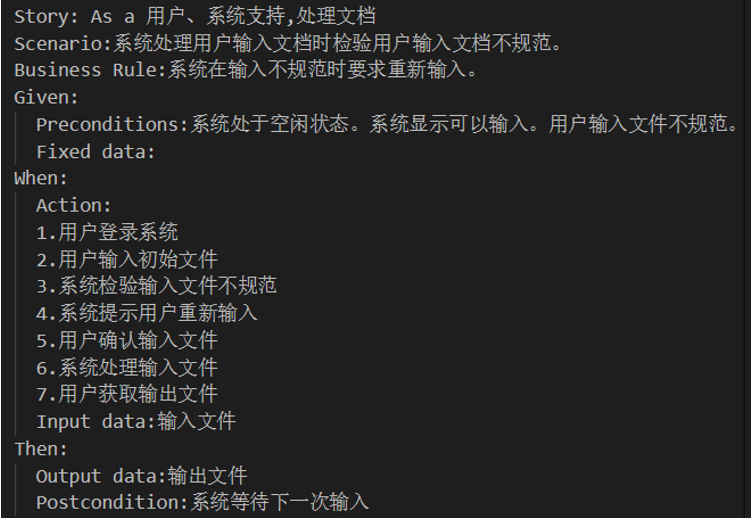 Story: As a 用户、系统支持,处理文档
Scenario:系统处理用户输入文档时检验用户输入文档不规范。
Business Rule:系统在输入不规范时要求重新输入。
Given:
Preconditions:系统处于空闲状态。系统显示可以输入。用户输入文件不规范。
Fixed data:
When:
Action:
1.用户登录系统
2.用户输入初始文件
3.系统检验输入文件不规范
4.系统提示用户重新输入
5.用户确认输入文件
6.系统处理输入文件
7.用户获取输出文件
Input data:输入文件
Then:
Output data:输出文件
Postcondition:系统等待下一次输入